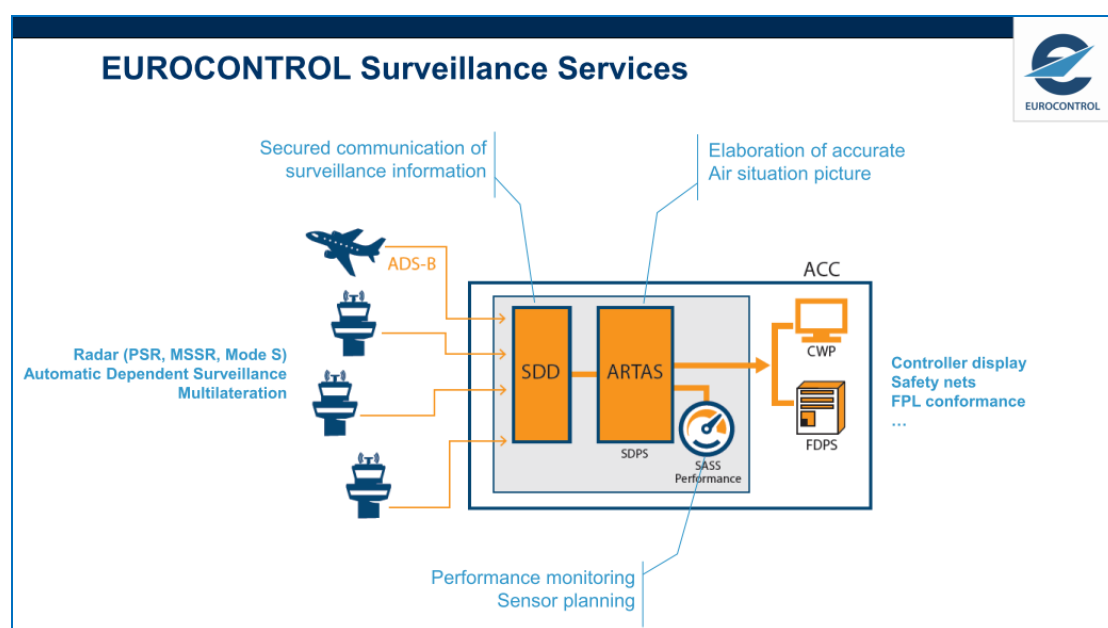 EUROCONTROL Surveillance Services
EUROCONTROL
Secured communication of
surveillance information
Elaboration of accurate
Air situation picture
ADS-B
ACC
Radar (PSR, MSSR, Mode S)
Automatic Dependent Surveillance
Multilateration
SDD
ARTAS
SDPS
SASS
Performance
CWP
FDPS
Controller display
Safety nets
FPL conformance
...
Performance monitoring
Sensor planning